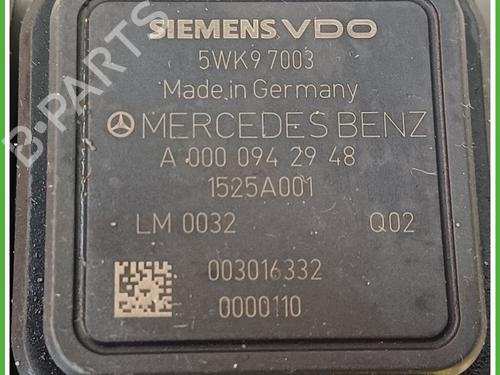 SIEMENS VDO
5WK9 7003
Made in Germany
MERCEDES BENZ
A 000 094 29 48
1525A001
LM 0032 Q02
003016332
0000110
B-PARTS